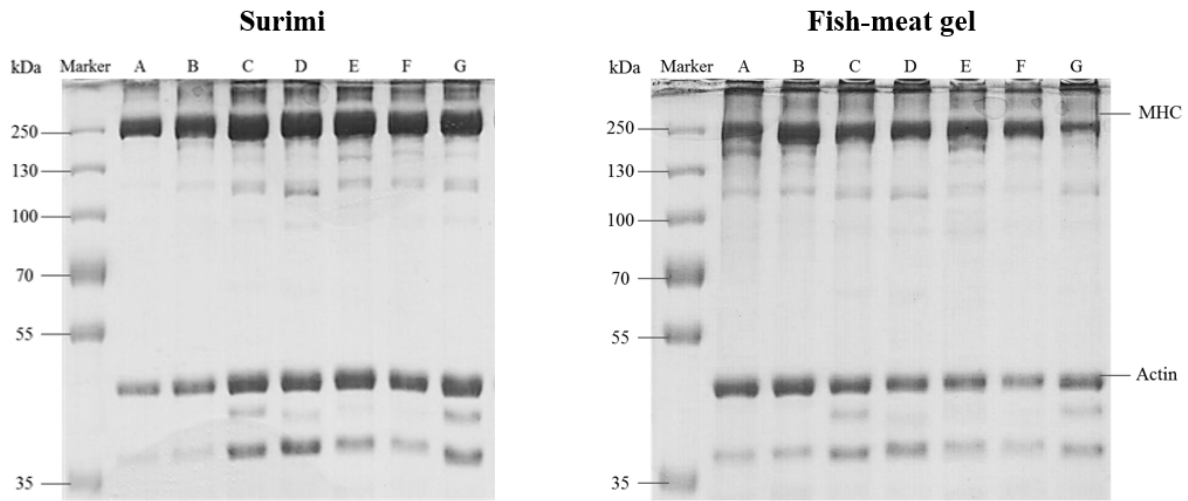 Surimi
kDa Marker A B C D E F G
250
130
100
70
55
35
Fish-meat gel
kDa Marker A B C D E F G
250
130
100
70
55
35
MHC
Actin